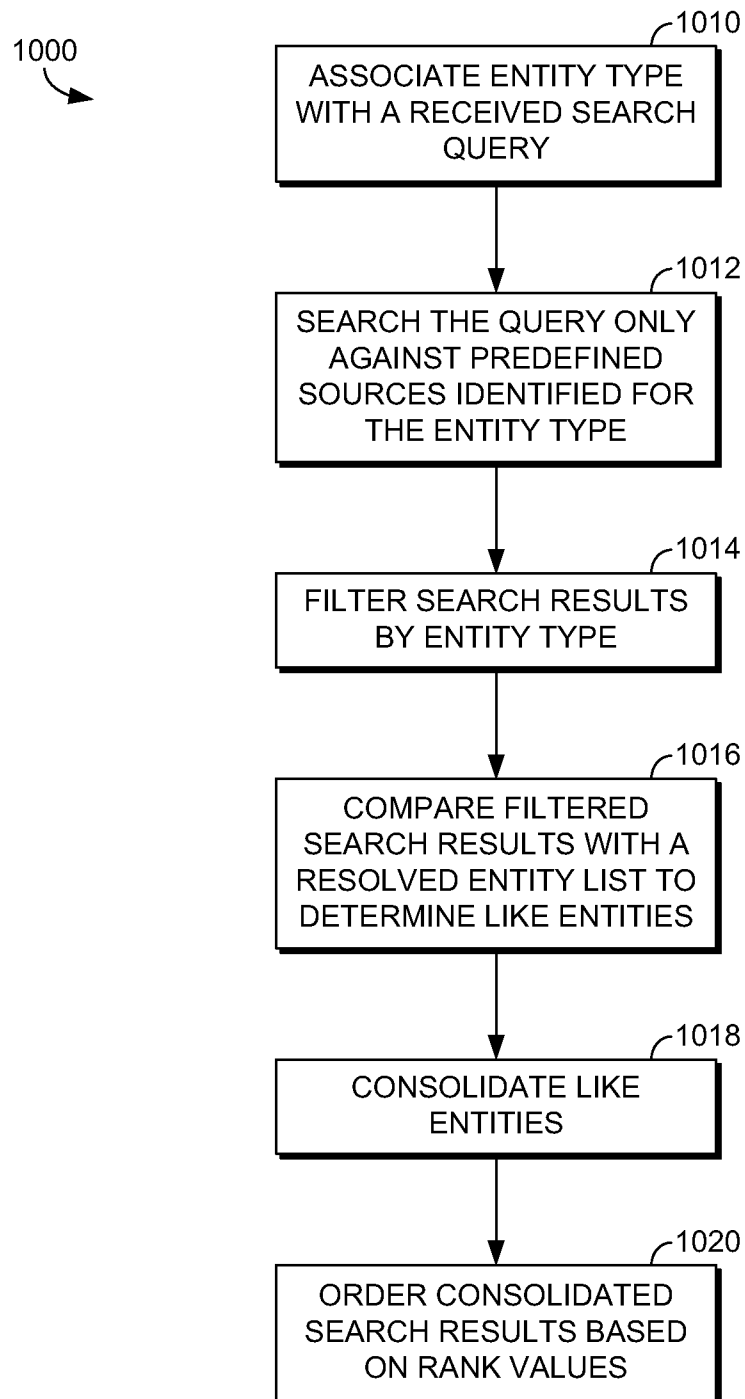 1000
1010
ASSOCIATE ENTITY TYPE
WITH A RECEIVED SEARCH
QUERY
1012
SEARCH THE QUERY ONLY
AGAINST PREDEFINED
SOURCES IDENTIFIED FOR
THE ENTITY TYPE
1014
FILTER SEARCH RESULTS
BY ENTITY TYPE
1016
COMPARE FILTERED
SEARCH RESULTS WITH A
RESOLVED ENTITY LIST TO
DETERMINE LIKE ENTITIES
1018
CONSOLIDATE LIKE
ENTITIES
1020
ORDER CONSOLIDATED
SEARCH RESULTS BASED
ON RANK VALUES